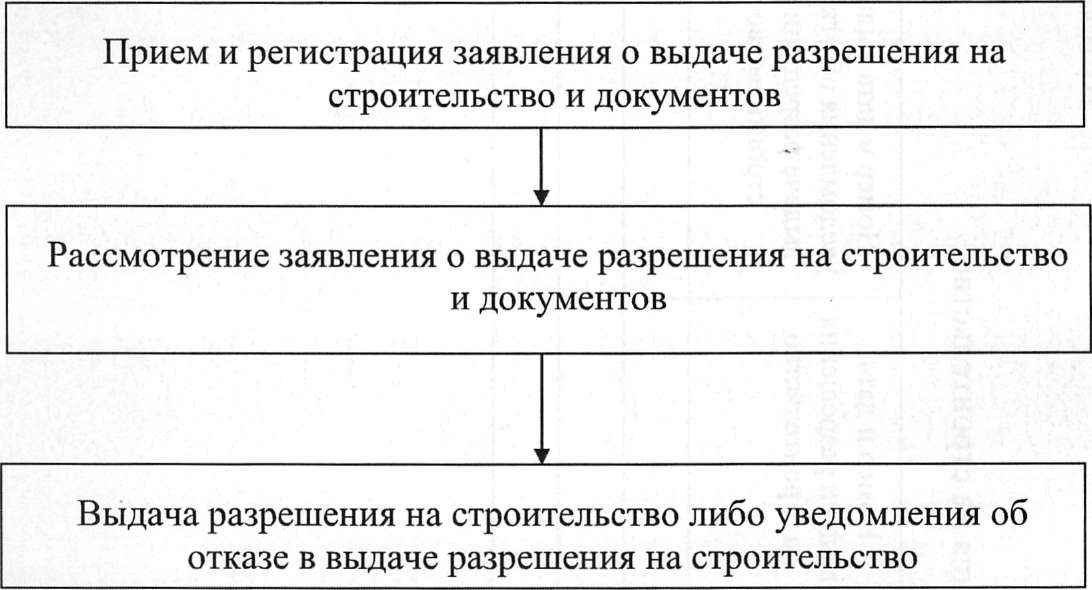 Прием и регистрация заявления о выдаче разрешения на
строительство и документов
Рассмотрение заявления о выдаче разрешения на строительство
и документов
Выдача разрешения на строительство либо уведомления об
отказе в выдаче разрешения на строительство